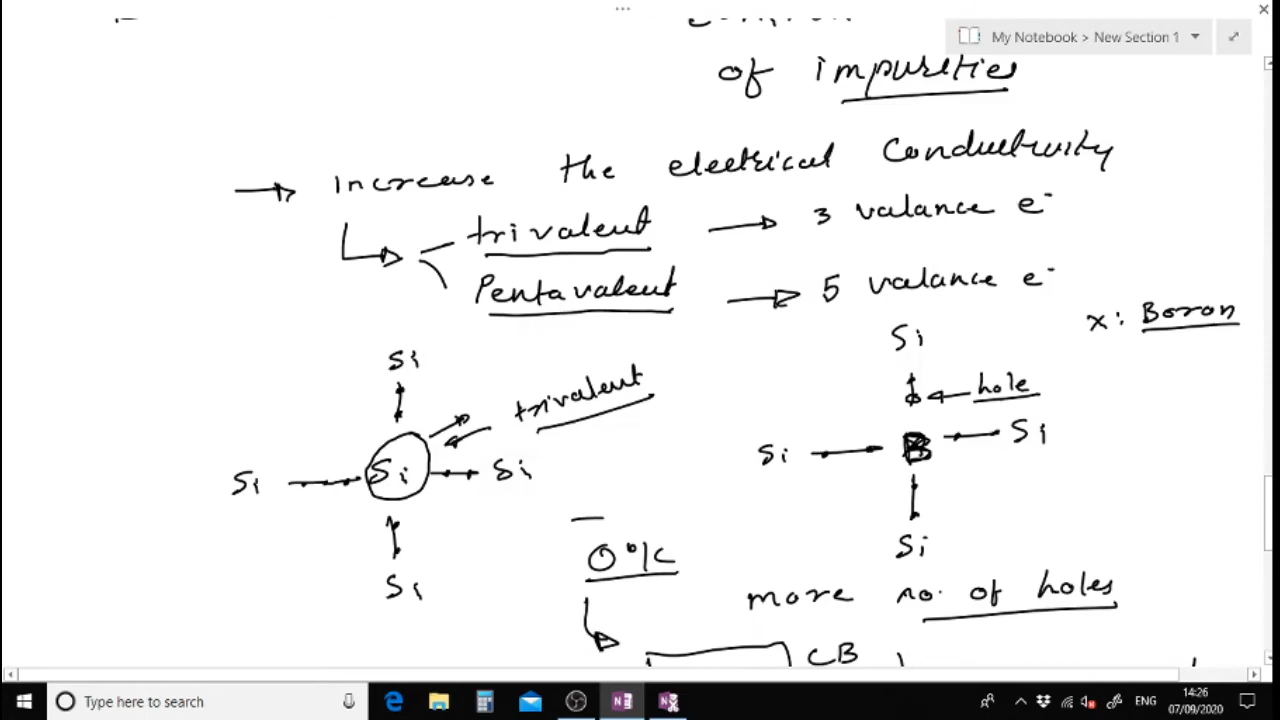 My Notebook > New Section 1
of impurities
Increase the electrical Conductivity
trivalent 3 valance e-
Pentavalent 5 valance e-
x: Boron
Si
Si
trivalent
hole
Si
Si
Si
Si
Si
B
Si
Si
Si
0°K
more no. of holes
CB
Type here to search
ENG
14:26
07/09/2020